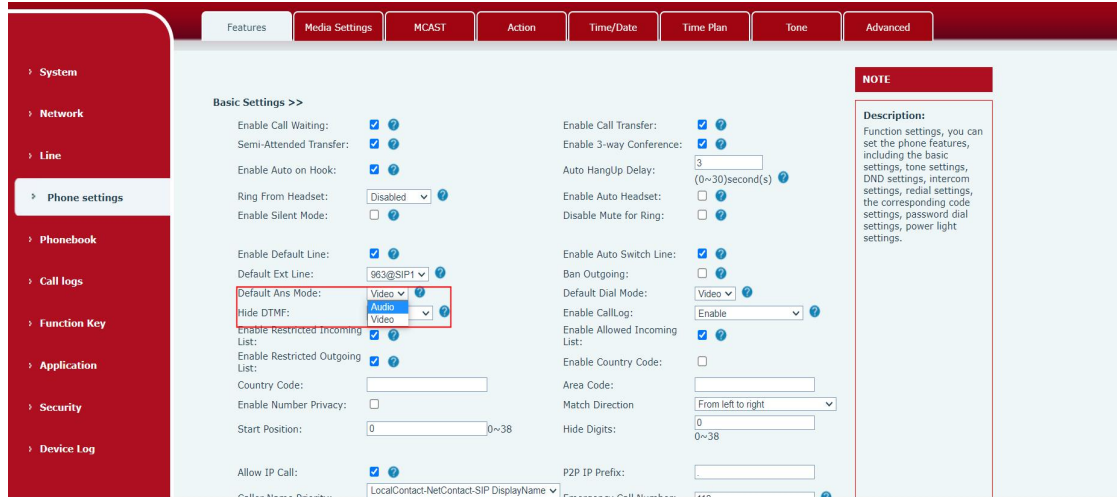 Features
Media Settings
MCAST
Action
Time/Date
Time Plan
Tone
Advanced
› System
› Network
› Line
› Phone settings
› Phonebook
› Call logs
› Function Key
› Application
› Security
› Device Log
Basic Settings >>
Enable Call Waiting:
Enable Call Transfer:
Semi-Attended Transfer:
Enable 3-way Conference:
Enable Auto on Hook:
Auto HangUp Delay:
3
(0~30)second(s)
Ring From Headset:
Disabled
Enable Auto Headset:
Enable Silent Mode:
Disable Mute for Ring:
Enable Default Line:
Enable Auto Switch Line:
Default Ext Line:
963@SIP1
Ban Outgoing:
Default Ans Mode:
Video
Default Dial Mode:
Video
Audio
Video
Hide DTMF:
Enable CallLog:
Enable
Enable Restricted Incoming
List:
Enable Allowed Incoming
List:
Enable Restricted Outgoing
List:
Enable Country Code:
Country Code:
Area Code:
Enable Number Privacy:
Match Direction
From left to right
Start Position:
0
0~38
Hide Digits:
0
0~38
Allow IP Call:
P2P IP Prefix:
.
Caller Name Priority:
LocalContact-NetContact-SIP DisplayName
Emergency Call Number:
110
NOTE
Description:
Function settings, you can
set the phone features,
including the basic
settings, tone settings,
DND settings, intercom
settings, redial settings,
the corresponding code
settings, password dial
settings, power light
settings.